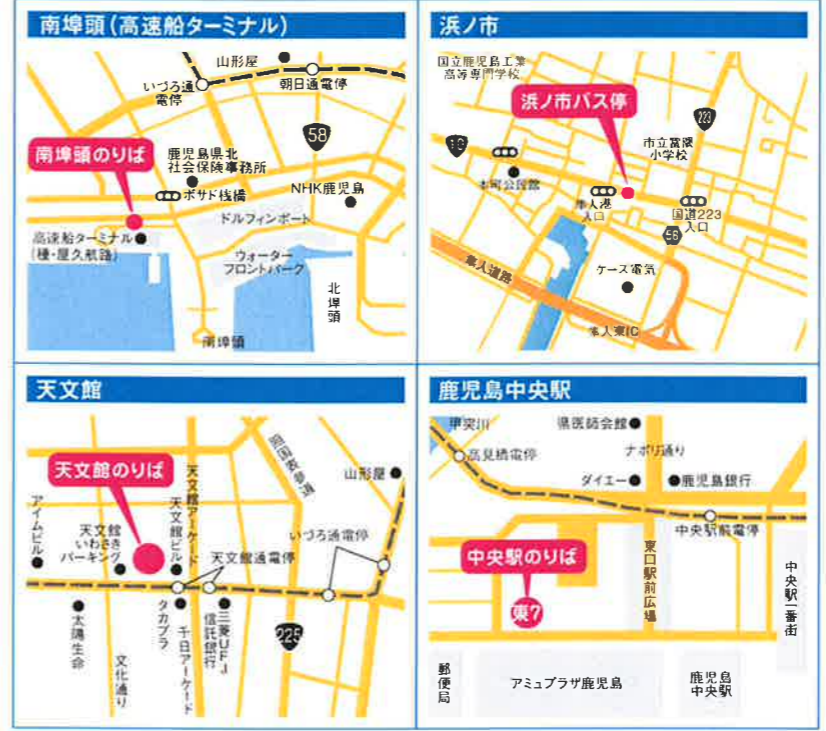 南埠頭(高速船ターミナル)
山形屋
いづろ通
電停
朝日通電停
58
南埠頭のりば
鹿児島県北
社会保険事務所
NHK鹿児島
ボサド桟橋
ドルフィンポート
高速船ターミナル
(種・屋久航路)
ウォーター
フロントパーク
北埠頭
南埠頭
浜ノ市
国立鹿児島工業
高等専門学校
浜ノ市バス停
223
10
市立富隈
小学校
本町公民館
隼人港
入口
国道223
入口
58
隼人道路
ケーズ電気
隼人東IC
天文館
照国表参道
天文館のりば
天文館アーケード
山形屋
アイムビル
天文館
いわさき
パーキング
天文館ビル
いづろ通電停
天文館通電停
太陽生命
タカプラ
三菱UFJ
信託銀行
千日アーケード
文化通り
225
鹿児島中央駅
甲突川
県医師会館
高見橋電停
ナポリ通り
ダイエー
鹿児島銀行
中央駅前電停
中央駅のりば
東口駅前広場
東7
中央駅一番街
郵便局
アミュプラザ鹿児島
鹿児島
中央駅